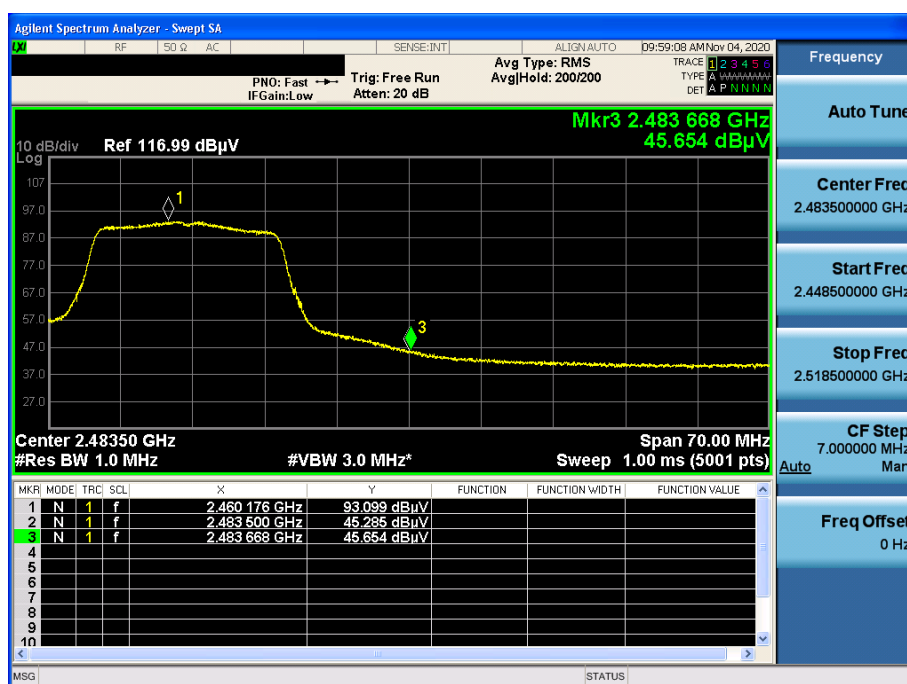 Agilent Spectrum Analyzer - Swept SA
LXI RF 50 Ω AC SENSE:INT ALIGN AUTO 09:59:08 AM Nov 04, 2020
PNO: Fast Trig: Free Run Avg Type: RMS TRACE 1 2 3 4 5 6
IFGain:Low Atten: 20 dB Avg|Hold: 200/200 TYPE A WWWWW
DET A P N N N N
Mkr3 2.483 668 GHz
45.654 dBµV
10 dB/div Ref 116.99 dBµV
Log
107
97.0
87.0
77.0
67.0
57.0
47.0
37.0
27.0
1
3
Center 2.48350 GHz Span 70.00 MHz
#Res BW 1.0 MHz #VBW 3.0 MHz* Sweep 1.00 ms (5001 pts)
MKR MODE TRC SCL X Y FUNCTION FUNCTION WIDTH FUNCTION VALUE
1 N 1 f 2.460 176 GHz 93.099 dBµV
2 N 1 f 2.483 500 GHz 45.285 dBµV
3 N 1 f 2.483 668 GHz 45.654 dBµV
4
5
6
7
8
9
10
MSG STATUS
Frequency
Auto Tune
Center Freq
2.483500000 GHz
Start Freq
2.448500000 GHz
Stop Freq
2.518500000 GHz
CF Step
7.000000 MHz
Auto Man
Freq Offset
0 Hz